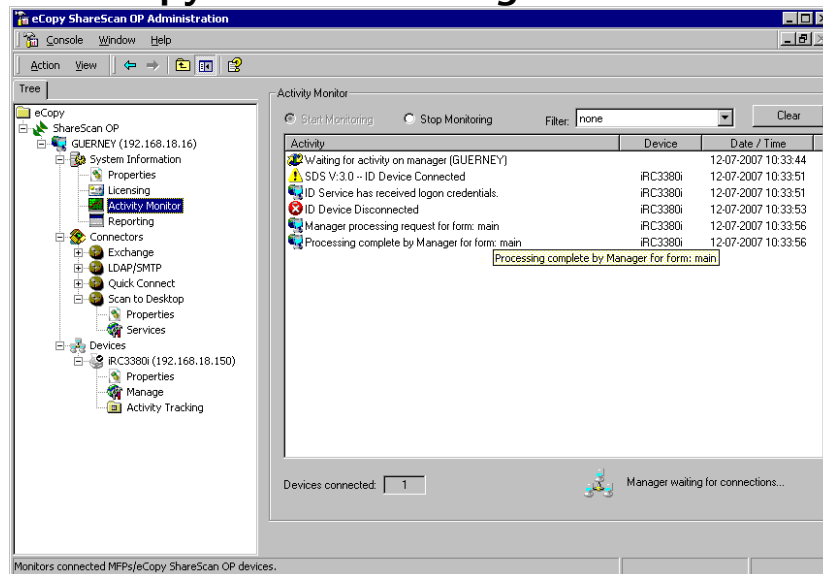 eCopy ShareScan OP Administration
Console Window Help
Action View
Tree
eCopy
ShareScan OP
GUERNEY (192.168.18.16)
System Information
Properties
Licensing
Activity Monitor
Reporting
Connectors
Exchange
LDAP/SMTP
Quick Connect
Scan to Desktop
Properties
Services
Devices
iRC3380i (192.168.18.150)
Properties
Manage
Activity Tracking
Activity Monitor
Start Monitoring Stop Monitoring Filter: none Clear
Activity Device Date / Time
Waiting for activity on manager (GUERNEY) 12-07-2007 10:33:44
SDS V:3.0 -- ID Device Connected iRC3380i 12-07-2007 10:33:51
ID Service has received logon credentials. iRC3380i 12-07-2007 10:33:51
ID Device Disconnected iRC3380i 12-07-2007 10:33:53
Manager processing request for form: main iRC3380i 12-07-2007 10:33:56
Processing complete by Manager for form: main iRC3380i 12-07-2007 10:33:56
Processing complete by Manager for form: main
Devices connected: 1 Manager waiting for connections...
Monitors connected MFPs/eCopy ShareScan OP devices.